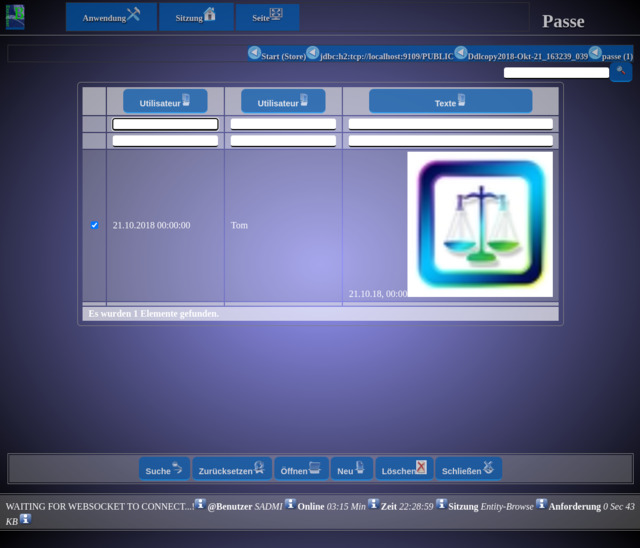 Anwendung Sitzung Seite Passe
Start (Store) jdbc:h2:tcp://localhost:9109/PUBLIC Ddlcopy2018-Okt-21_163239_039 passe (1)
Utilisateur Utilisateur Texte
21.10.2018 00:00:00 Tom 21.10.18, 00:00
Es wurden 1 Elemente gefunden.
Suche Zurücksetzen Öffnen Neu Löschen Schließen
WAITING FOR WEBSOCKET TO CONNECT...! @Benutzer SADMI Online 03:15 Min Zeit 22:28:59 Sitzung Entity-Browse Anforderung 0 Sec 43
KB